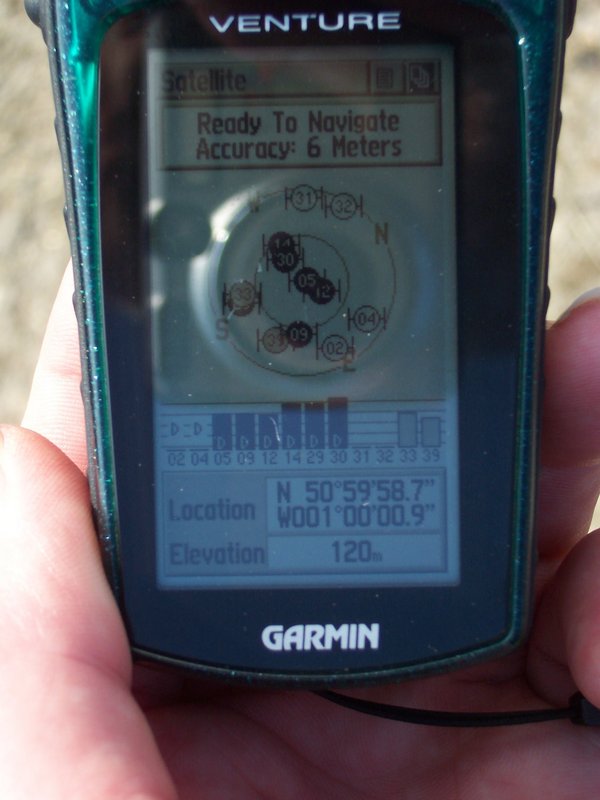 VENTURE
Satellite
Ready To Navigate
Accuracy: 6 Meters
W
31
32
N
14
30
05
12
33
S
04
09
02
E
D D D D D D D D
02 04 05 09 12 14 29 30 31 32 33 39
Location
N 50°59'58.7"
W001°00'00.9"
Elevation
120m
GARMIN